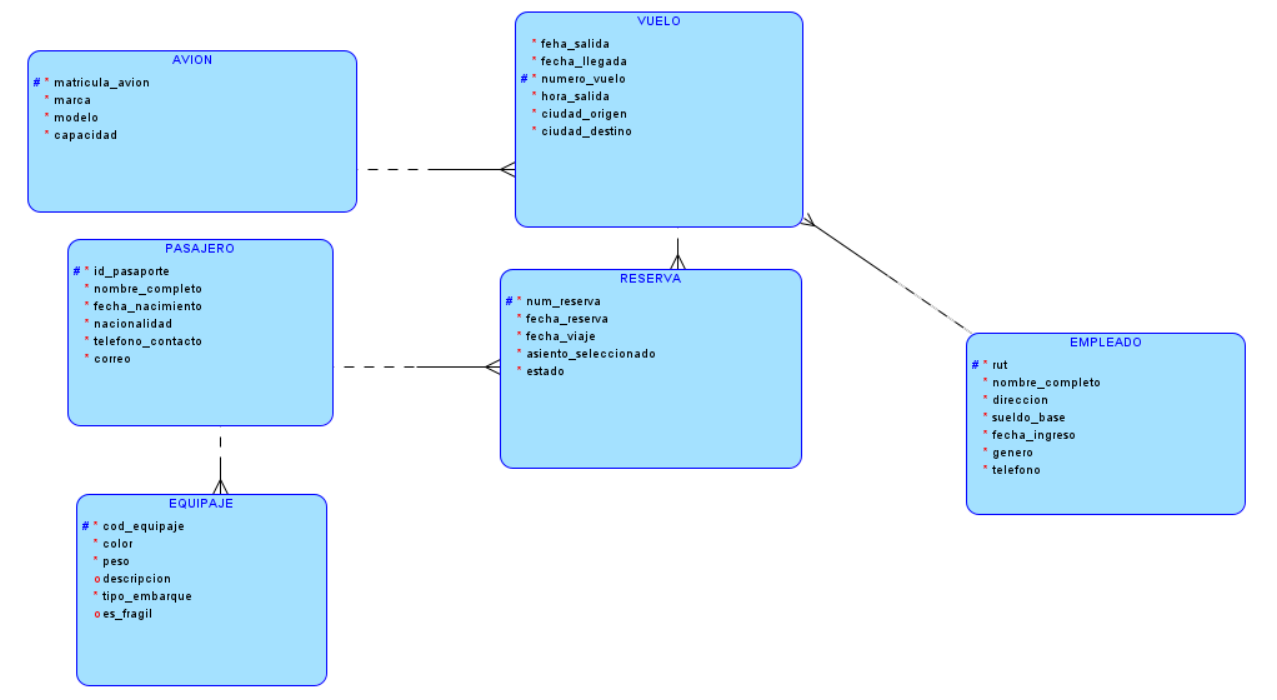 AVION
# * matricula_avion
* marca
* modelo
* capacidad
VUELO
* feha_salida
* fecha_llegada
# * numero_vuelo
* hora_salida
* ciudad_origen
* ciudad_destino
PASAJERO
# * id_pasaporte
* nombre_completo
* fecha_nacimiento
* nacionalidad
* telefono_contacto
* correo
RESERVA
# * num_reserva
* fecha_reserva
* fecha_viaje
* asiento_seleccionado
* estado
EMPLEADO
# * rut
* nombre_completo
* direccion
* sueldo_base
* fecha_ingreso
* genero
* telefono
EQUIPAJE
# * cod_equipaje
* color
* peso
o descripcion
* tipo_embarque
o es_fragil